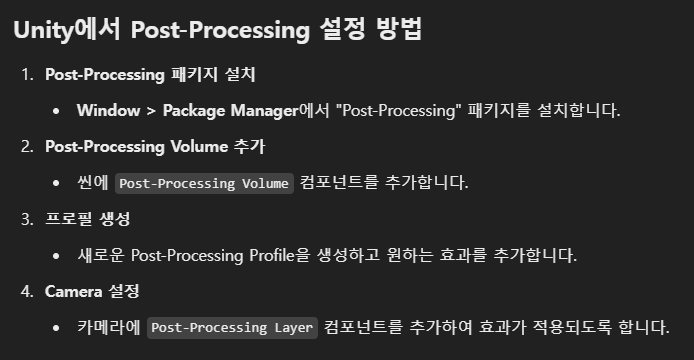 Unity에서 Post-Processing 설정 방법
1. Post-Processing 패키지 설치
• Window > Package Manager에서 "Post-Processing" 패키지를 설치합니다.
2. Post-Processing Volume 추가
• 씬에 Post-Processing Volume 컴포넌트를 추가합니다.
3. 프로필 생성
• 새로운 Post-Processing Profile을 생성하고 원하는 효과를 추가합니다.
4. Camera 설정
• 카메라에 Post-Processing Layer 컴포넌트를 추가하여 효과가 적용되도록 합니다.